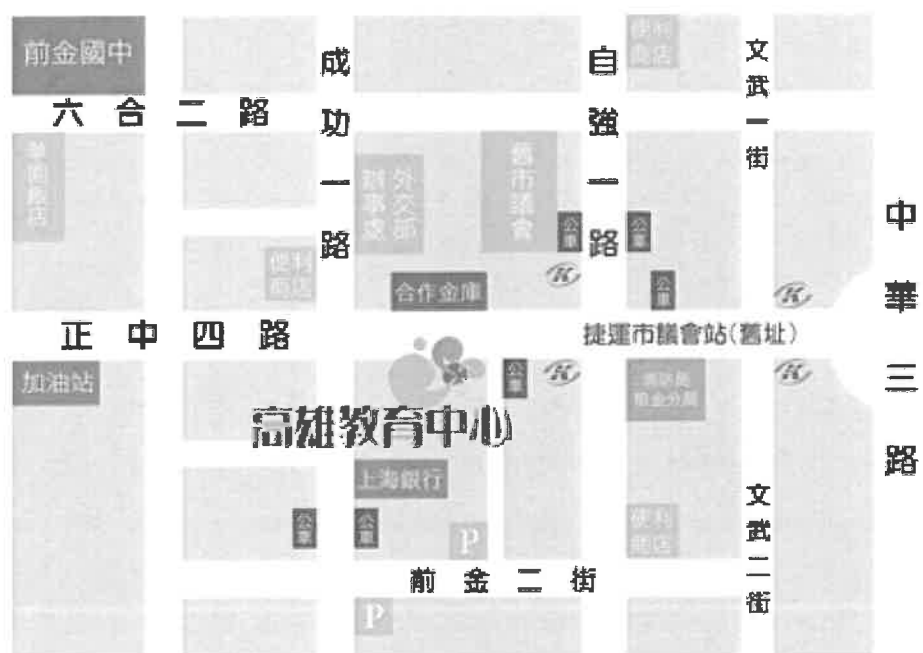 前金國中
成功一路
自強一路
便利商店
文武一街
六合二路
外交部辦事處
舊市議會
公車
公車
中華三路
便利商店
合作金庫
公車
正中四路
捷運市議會站(舊址)
加油站
公車
高雄教育中心
上海銀行
公車
公車
P
便利商店
文武二街
前金二街
P